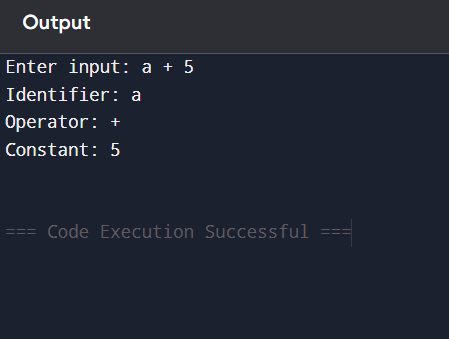 Output
Enter input: a + 5
Identifier: a
Operator: +
Constant: 5
=== Code Execution Successful ===